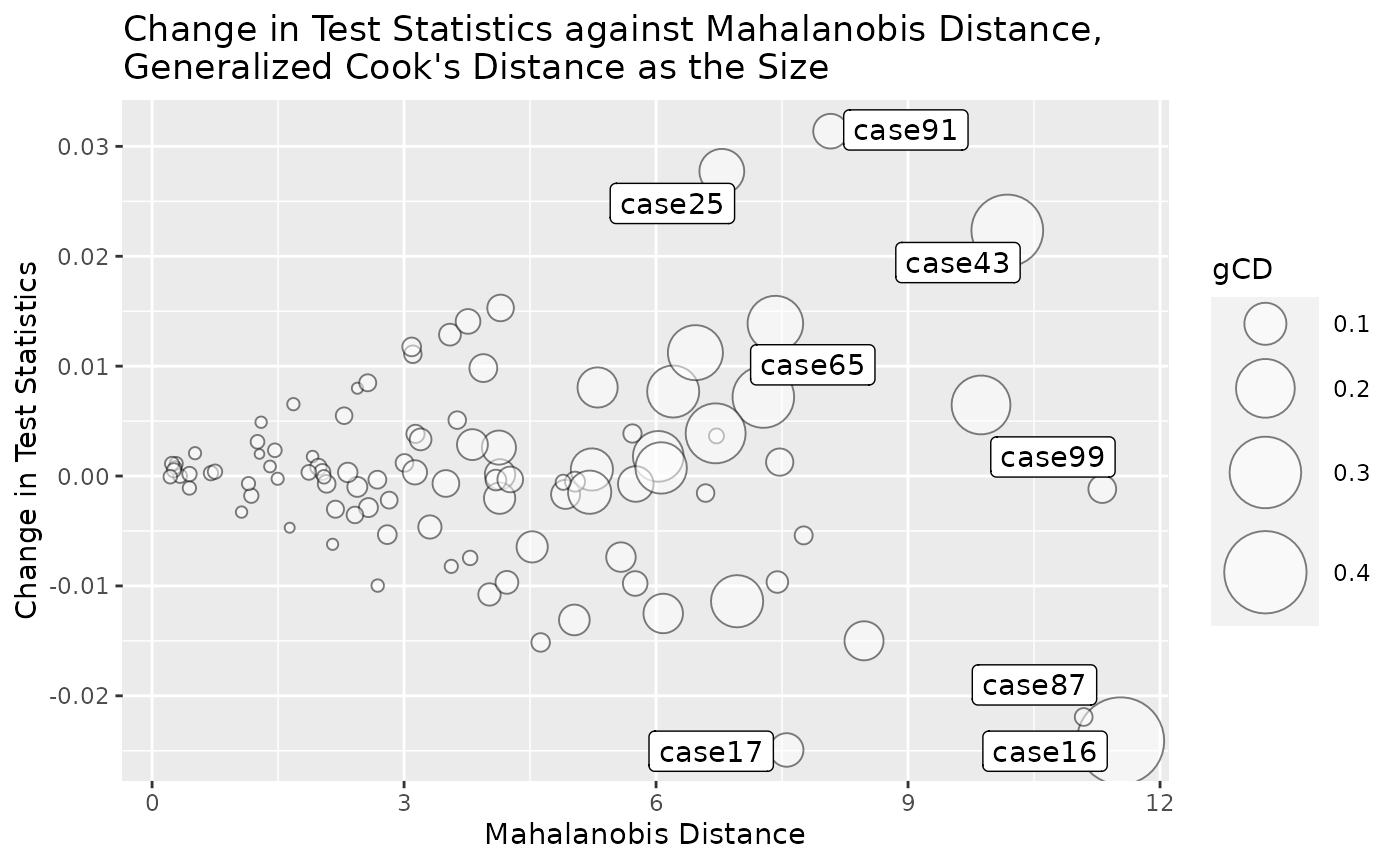 Change in Test Statistics against Mahalanobis Distance,
Generalized Cook's Distance as the Size
Change in Test Statistics
0.03
0.02
0.01
0.00
-0.01
-0.02
case91
case25
case43
case65
case99
case87
case17
case16
0
3
6
9
12
Mahalanobis Distance
gCD
0.1
0.2
0.3
0.4